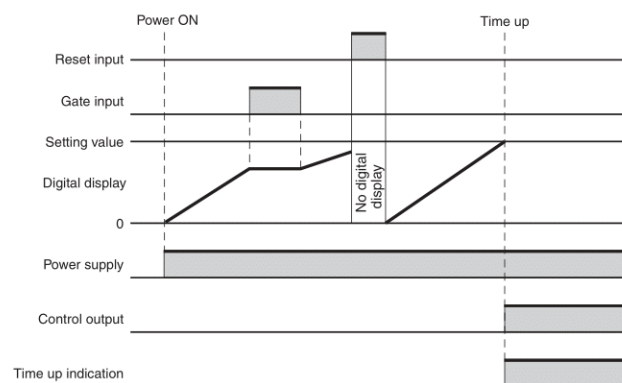 Power ON
Time up
Reset input
Gate input
Setting value
Digital display
No digital
display
0
Power supply
Control output
Time up indication